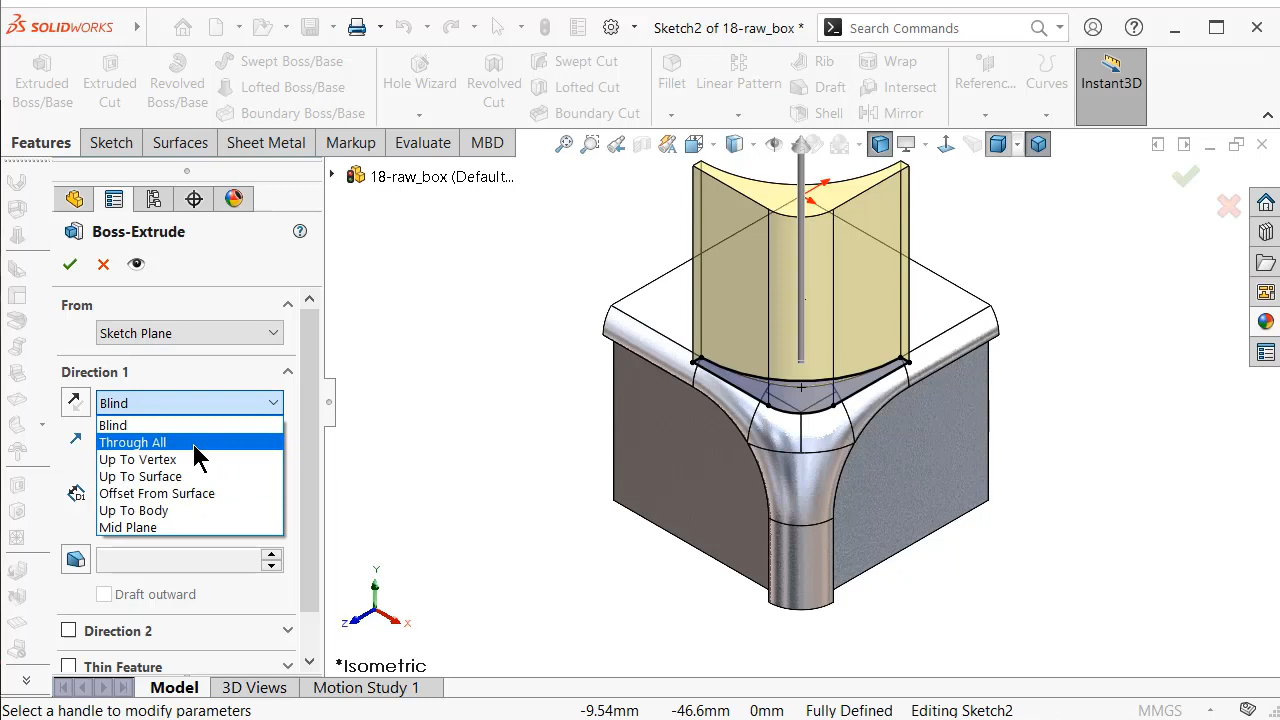 SOLIDWORKS
Sketch2 of 18-raw_box *
Search Commands
Extruded Boss/Base
Extruded Cut
Revolved Boss/Base
Swept Boss/Base
Lofted Boss/Base
Boundary Boss/Base
Hole Wizard
Revolved Cut
Swept Cut
Lofted Cut
Boundary Cut
Fillet
Linear Pattern
Rib
Draft
Shell
Wrap
Intersect
Mirror
Referenc...
Curves
Instant3D
Features
Sketch
Surfaces
Sheet Metal
Markup
Evaluate
MBD
18-raw_box (Default...
Boss-Extrude
From
Sketch Plane
Direction 1
Blind
Blind
Through All
Up To Vertex
Up To Surface
Offset From Surface
Up To Body
Mid Plane
Draft outward
Direction 2
Thin Feature
Y
Z
X
*Isometric
Model
3D Views
Motion Study 1
Select a handle to modify parameters
-9.54mm
-46.6mm
0mm
Fully Defined
Editing Sketch2
MMGS